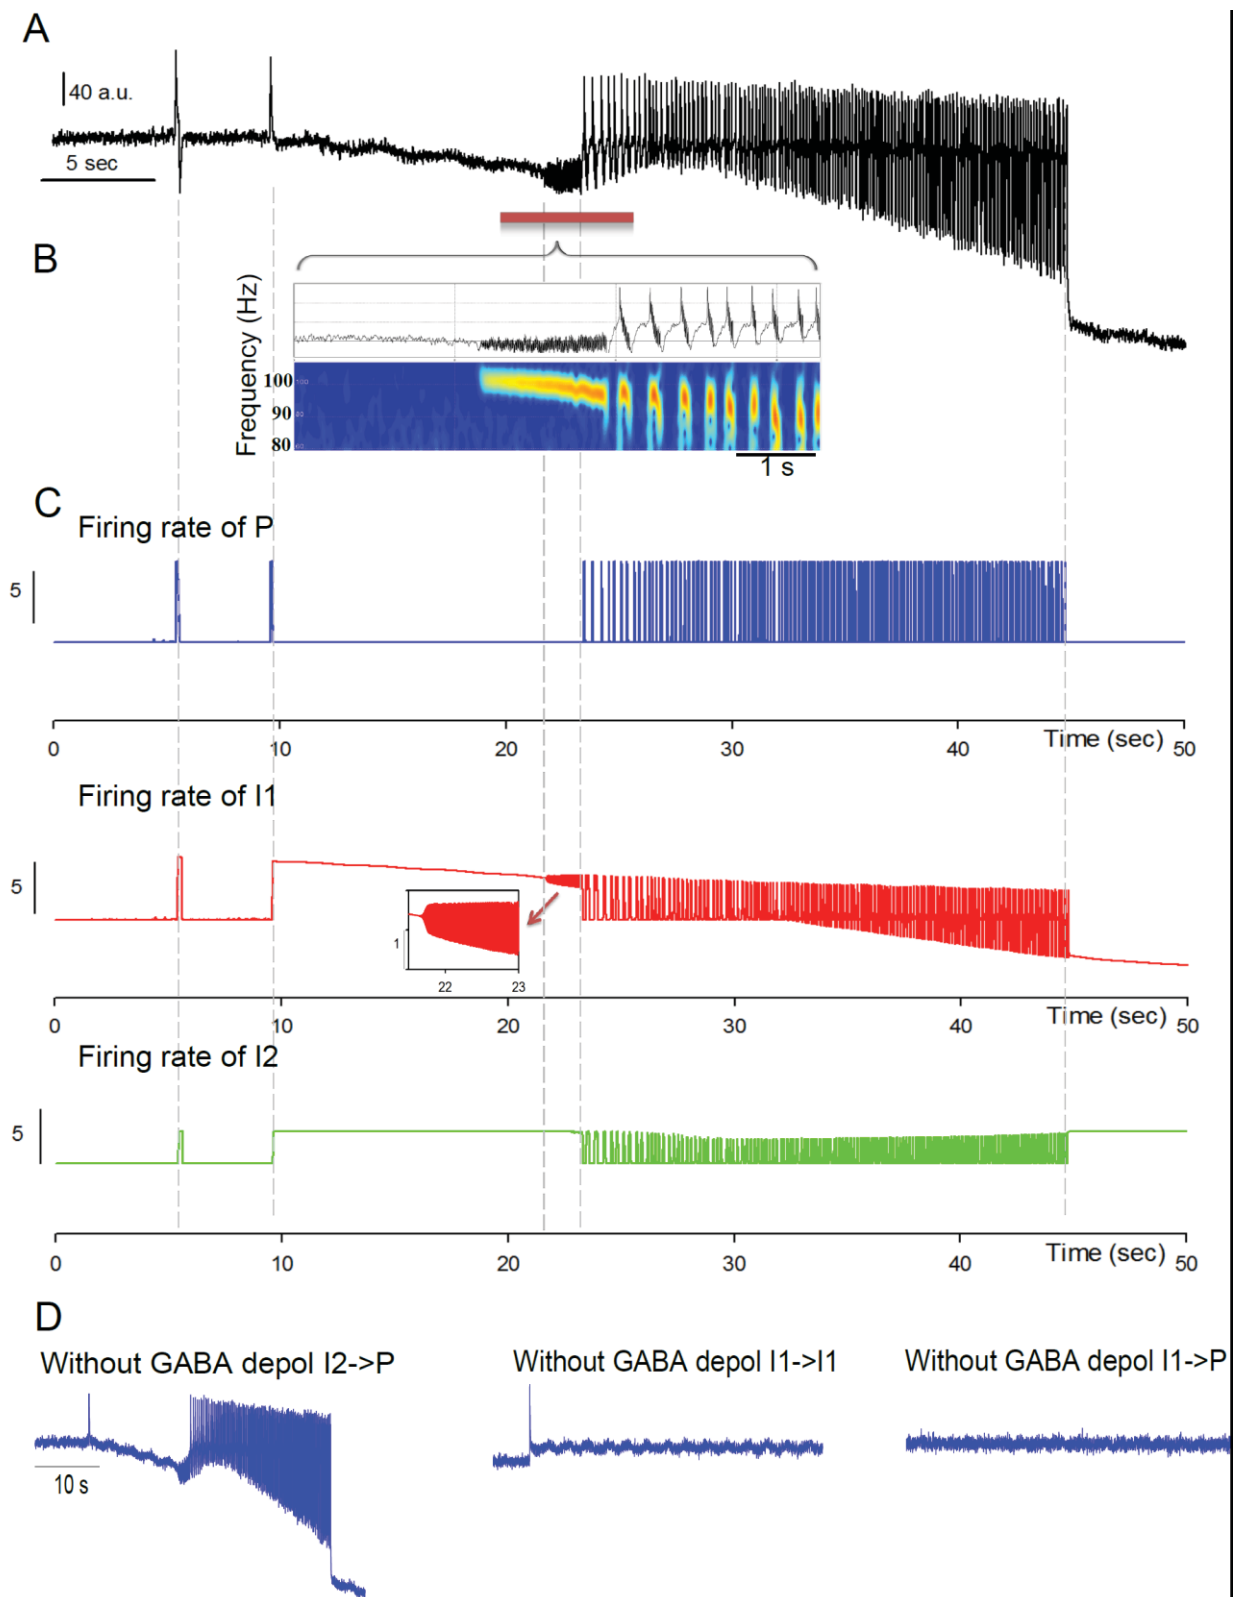 A
40 a.u.
5 sec
B
Frequency (Hz)
100
90
80
100
80
60
1 s
C
Firing rate of P
5
0 10 20 30 40 50
Time (sec)
Firing rate of I1
5
1
22 23
0 10 20 30 40 50
Time (sec)
Firing rate of I2
5
0 10 20 30 40 50
Time (sec)
D
Without GABA depol I2->P
Without GABA depol I1->I1
Without GABA depol I1->P
10 s